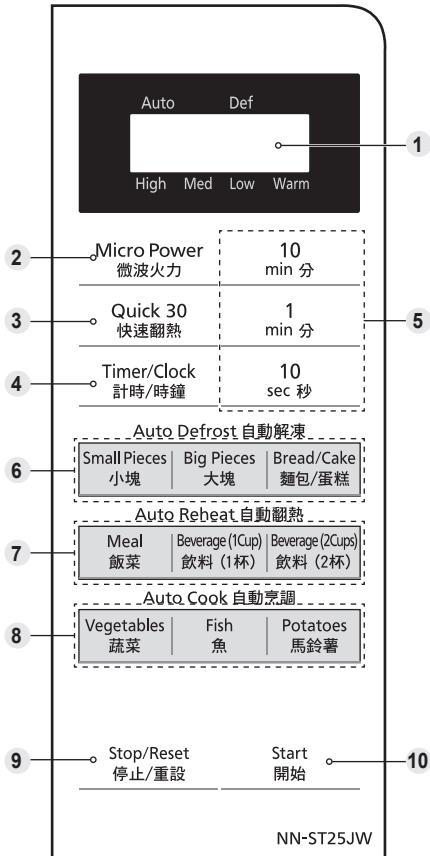 Auto Def
1
High Med Low Warm
2 Micro Power 10
微波火力 min 分
3 Quick 30 1 5
快速翻熱 min 分
4 Timer/Clock 10
計時/時鐘 sec 秒
Auto Defrost 自動解凍
6 Small Pieces Big Pieces Bread/Cake
小塊 大塊 麵包/蛋糕
Auto Reheat 自動翻熱
7 Meal Beverage (1Cup) Beverage (2Cups)
飯菜 飲料 (1杯) 飲料 (2杯)
Auto Cook 自動烹調
8 Vegetables Fish Potatoes
蔬菜 魚 馬鈴薯
9 Stop/Reset Start 10
停止/重設 開始
NN-ST25JW